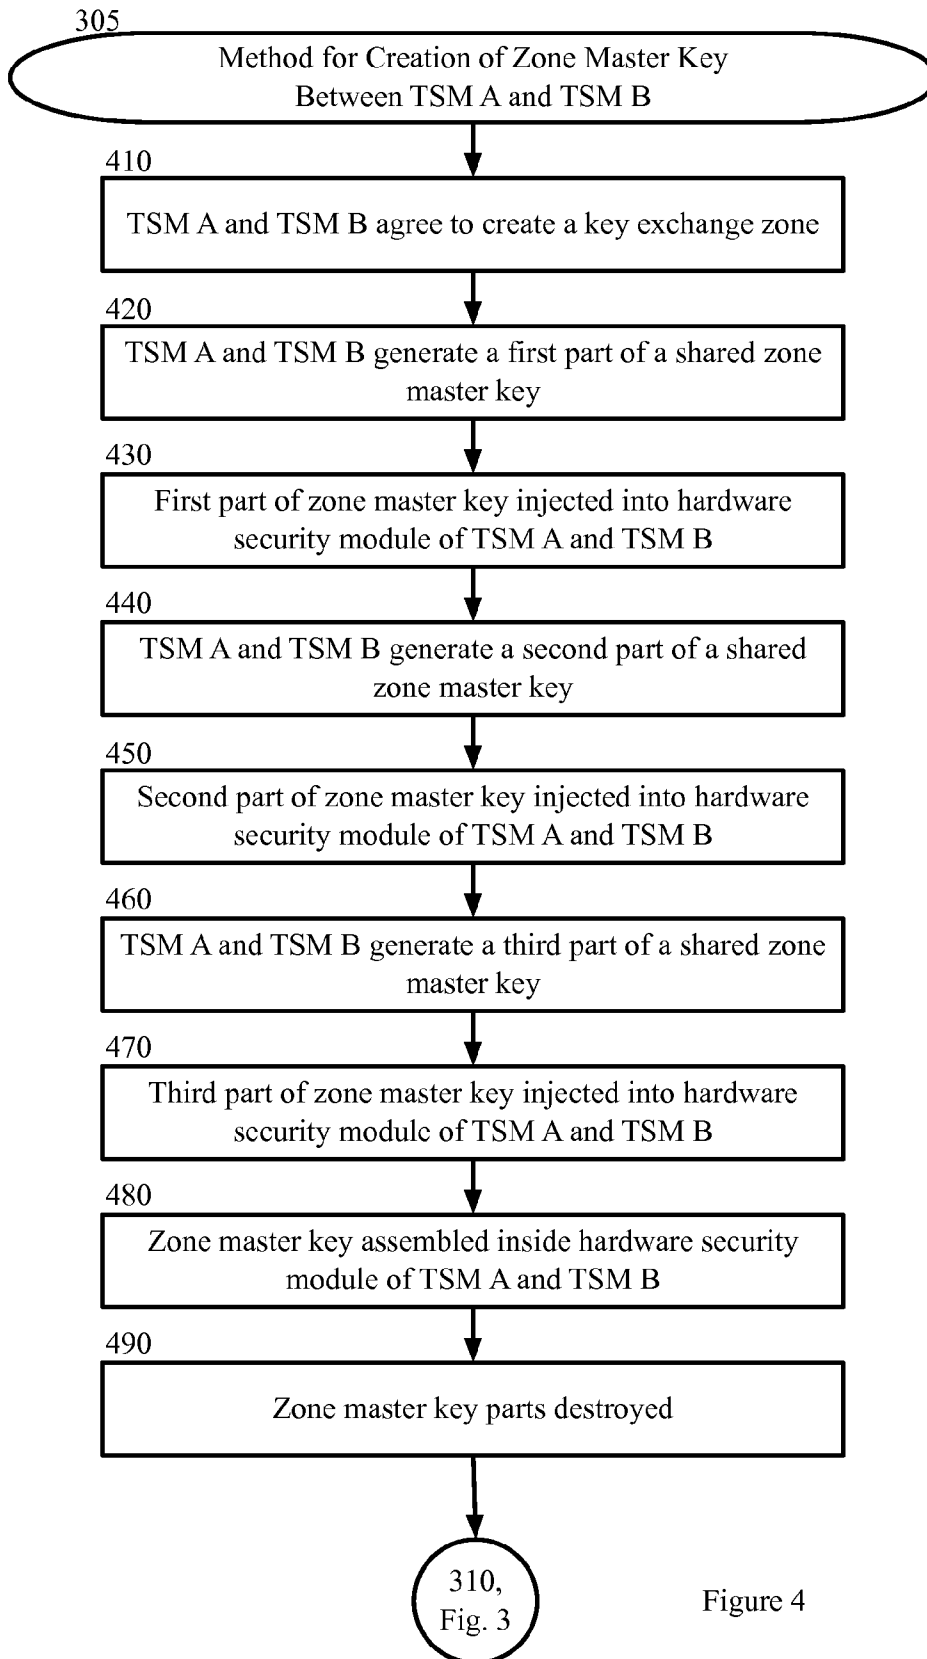 305
Method for Creation of Zone Master Key
Between TSM A and TSM B
410
TSM A and TSM B agree to create a key exchange zone
420
TSM A and TSM B generate a first part of a shared zone
master key
430
First part of zone master key injected into hardware
security module of TSM A and TSM B
440
TSM A and TSM B generate a second part of a shared
zone master key
450
Second part of zone master key injected into hardware
security module of TSM A and TSM B
460
TSM A and TSM B generate a third part of a shared zone
master key
470
Third part of zone master key injected into hardware
security module of TSM A and TSM B
480
Zone master key assembled inside hardware security
module of TSM A and TSM B
490
Zone master key parts destroyed
310,
Fig. 3
Figure 4